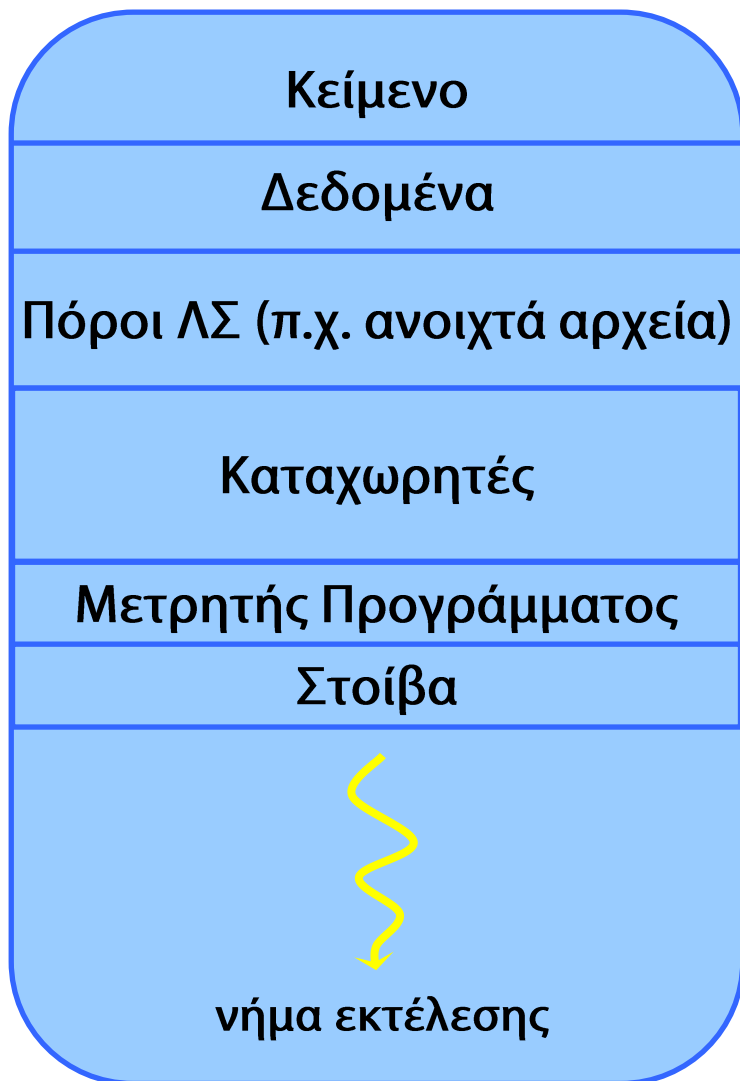 Κείμενο
Δεδομένα
Πόροι ΛΣ (π.χ. ανοιχτά αρχεία)
Καταχωρητές
Μετρητής Προγράμματος
Στοίβα
νήμα εκτέλεσης